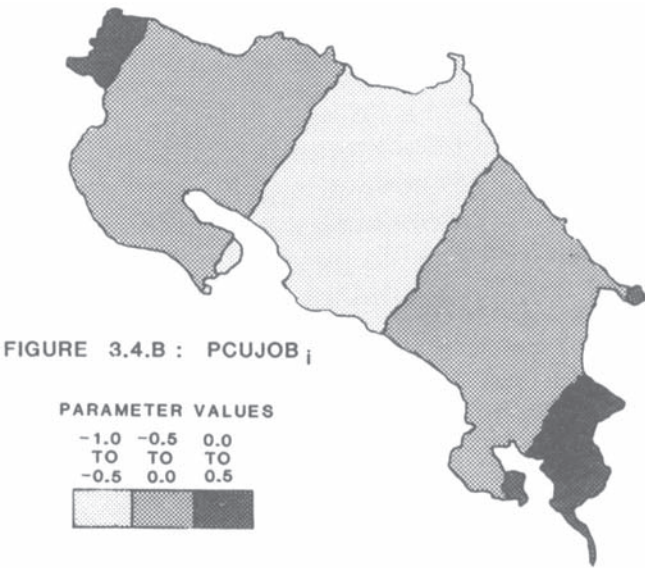 FIGURE 3.4.B : PCUJOB i
PARAMETER VALUES
-1.0 -0.5 0.0
TO TO TO
-0.5 0.0 0.5